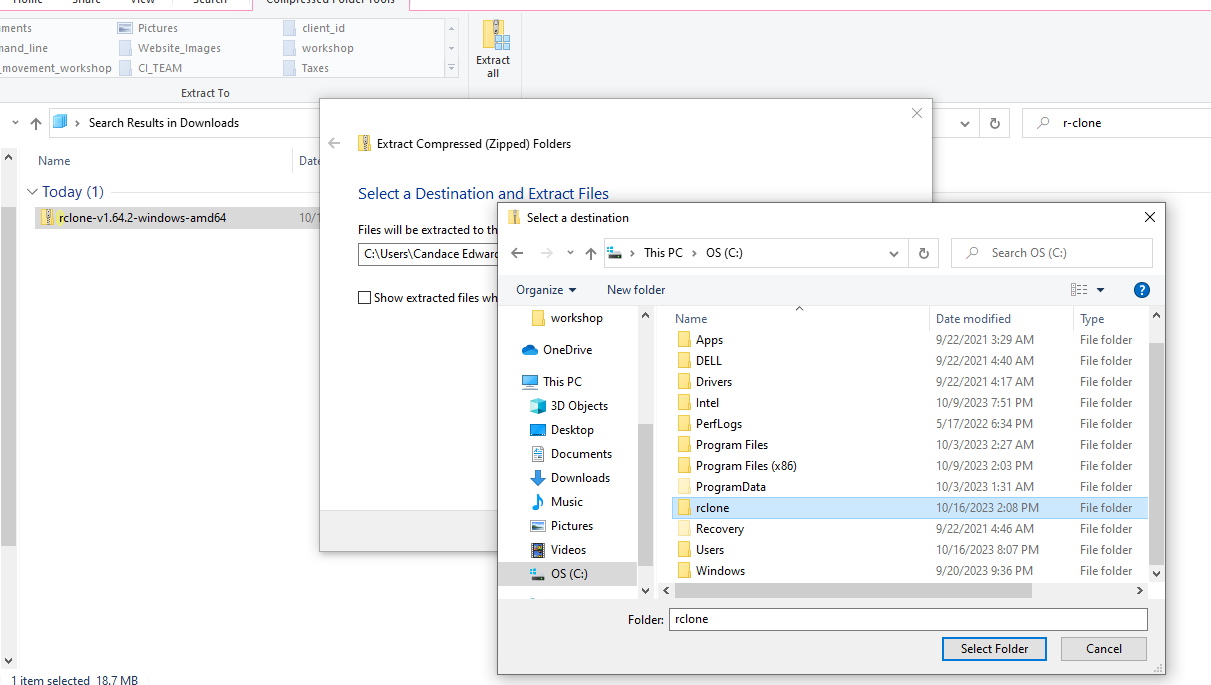 Home Share View Search Compressed Folder Tools
ments Pictures client_id
mand_line Website_Images workshop
_movement_workshop CI_TEAM Taxes
Extract all
Extract To
Search Results in Downloads
r-clone
Name
Date
Today (1)
rclone-v1.64.2-windows-amd64 10/1
Extract Compressed (Zipped) Folders
Select a Destination and Extract Files
Files will be extracted to th
C:\Users\Candace Edward
Show extracted files wh
Select a destination
This PC OS (C:)
Search OS (C:)
Organize New folder
?
workshop
OneDrive
This PC
3D Objects
Desktop
Documents
Downloads
Music
Pictures
Videos
OS (C:)
Name Date modified Type
Apps 9/22/2021 3:29 AM File folder
DELL 9/22/2021 4:40 AM File folder
Drivers 9/22/2021 4:17 AM File folder
Intel 10/9/2023 7:51 PM File folder
PerfLogs 5/17/2022 6:34 PM File folder
Program Files 10/3/2023 2:27 AM File folder
Program Files (x86) 10/9/2023 2:03 PM File folder
ProgramData 10/3/2023 1:31 AM File folder
rclone 10/16/2023 2:08 PM File folder
Recovery 9/22/2021 4:46 AM File folder
Users 10/16/2023 8:07 PM File folder
Windows 9/20/2023 9:36 PM File folder
Folder: rclone
Select Folder Cancel
1 item selected 18.7 MB